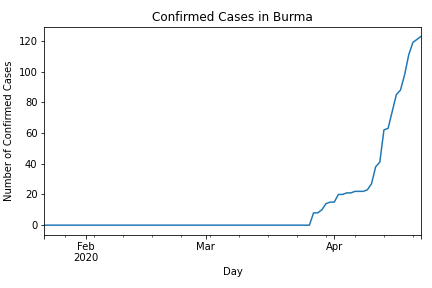 Confirmed Cases in Burma
Number of Confirmed Cases
120
100
80
60
40
20
0
Feb
2020
Mar
Apr
Day